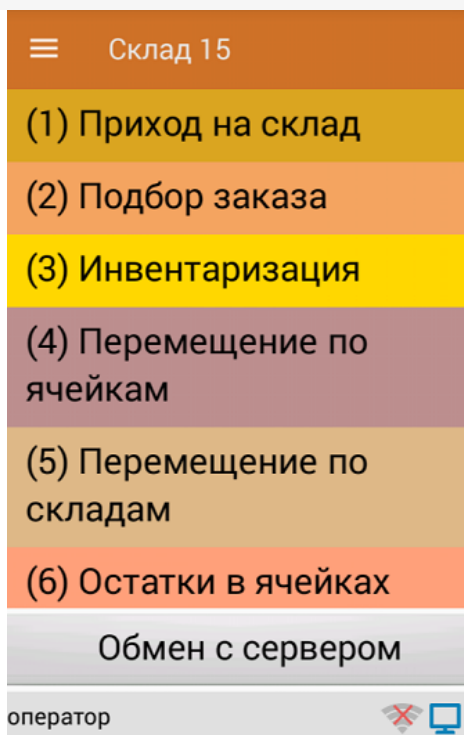 Склад 15
(1) Приход на склад
(2) Подбор заказа
(3) Инвентаризация
(4) Перемещение по
ячейкам
(5) Перемещение по
складам
(6) Остатки в ячейках
Обмен с сервером
оператор